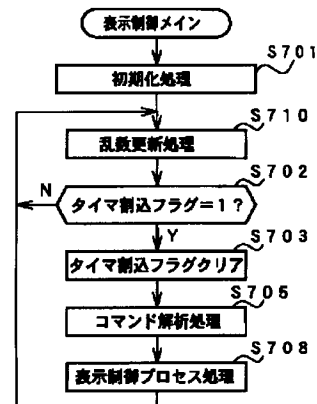 表示制御メイン
S701
初期化処理
S710
乱数更新処理
S702
N
タイマ割込フラグ=1?
Y
S703
タイマ割込フラグクリア
S705
コマンド解析処理
S708
表示制御プロセス処理